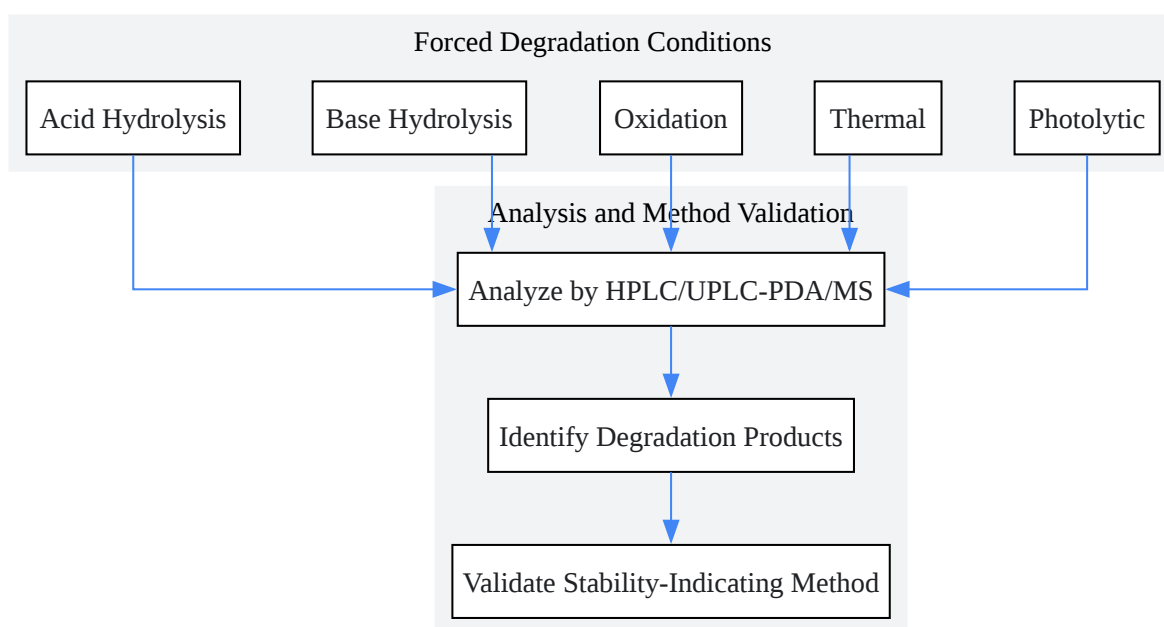 Forced Degradation Conditions
Acid Hydrolysis
Base Hydrolysis
Oxidation
Thermal
Photolytic
Analysis and Method Validation
Analyze by HPLC/UPLC-PDA/MS
Identify Degradation Products
Validate Stability-Indicating Method